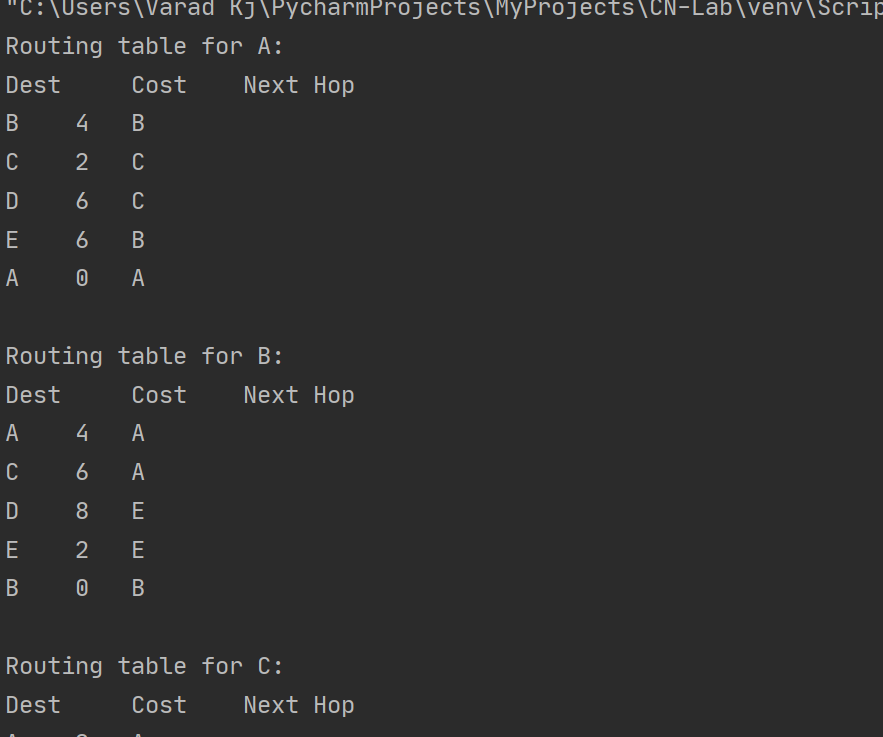 "C:\Users\Varad Kj\PycharmProjects\MyProjects\CN-Lab\venv\Scrip
Routing table for A:
Dest     Cost    Next Hop
B    4   B
C    2   C
D    6   C
E    6   B
A    0   A
Routing table for B:
Dest     Cost    Next Hop
A    4   A
C    6   A
D    8   E
E    2   E
B    0   B
Routing table for C:
Dest     Cost    Next Hop